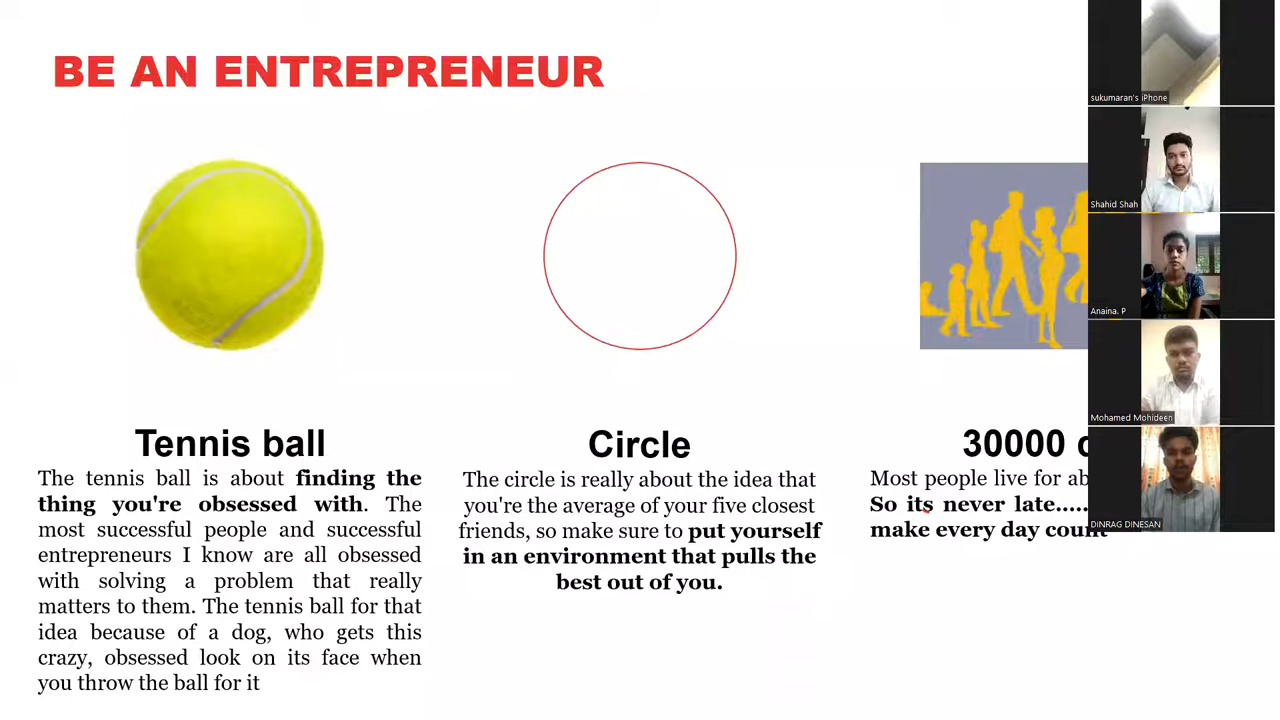 BE AN ENTREPRENEUR
Tennis ball
The tennis ball is about finding the
thing you're obsessed with. The
most successful people and successful
entrepreneurs I know are all obsessed
with solving a problem that really
matters to them. The tennis ball for that
idea because of a dog, who gets this
crazy, obsessed look on its face when
you throw the ball for it
Circle
The circle is really about the idea that
you're the average of your five closest
friends, so make sure to put yourself
in an environment that pulls the
best out of you.
30000
Most people live for
So its never late.....
make every day count
sukumaran's iPhone
Shahid Shah
Anaina. P
Mohamed Mohideen
DINRAG DINESAN